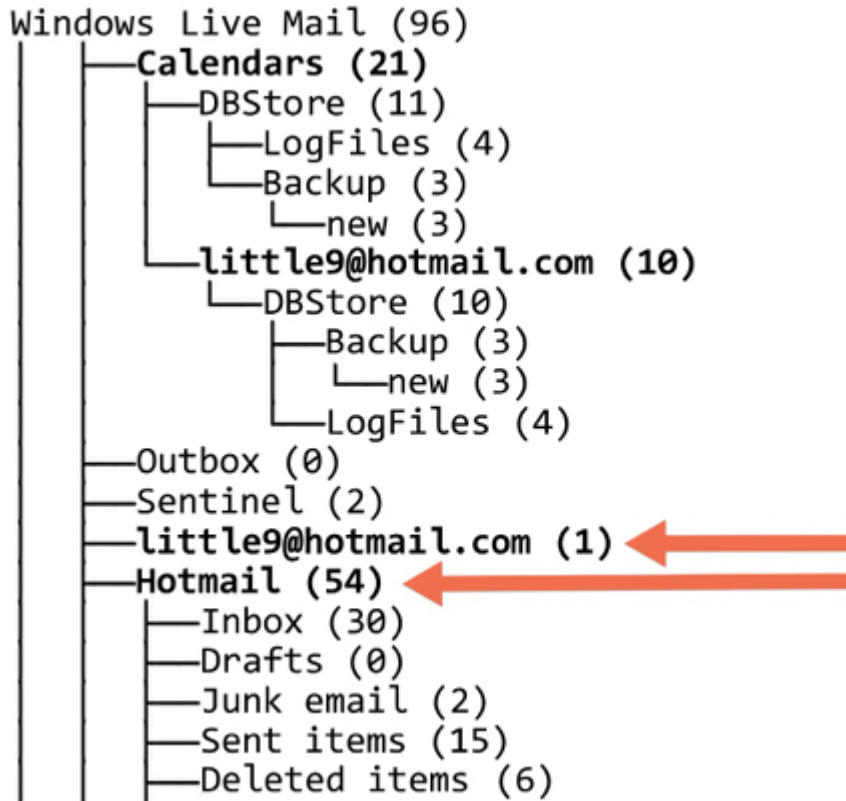 Windows Live Mail (96)
Calendars (21)
DBStore (11)
LogFiles (4)
Backup (3)
new (3)
little9@hotmail.com (10)
DBStore (10)
Backup (3)
new (3)
LogFiles (4)
Outbox (0)
Sentinel (2)
little9@hotmail.com (1)
Hotmail (54)
Inbox (30)
Drafts (0)
Junk email (2)
Sent items (15)
Deleted items (6)